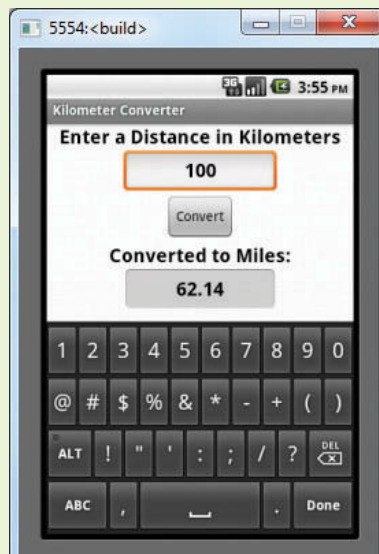 5554:<build>
3G
3:55 PM
Kilometer Converter
Enter a Distance in Kilometers
100
Convert
Converted to Miles:
62.14
1 2 3 4 5 6 7 8 9 0
@ # $ % & * - + ( )
ALT ! " ' : ; / ? DEL
ABC , . Done